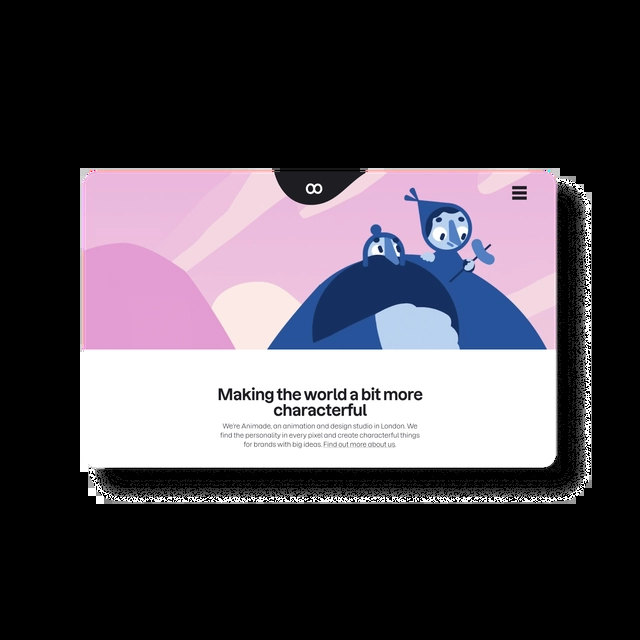 Making the world a bit more
characterful
We're Animade, an animation and design studio in London. We
find the personality in every pixel and create characterful things
for brands with big ideas. Find out more about us.